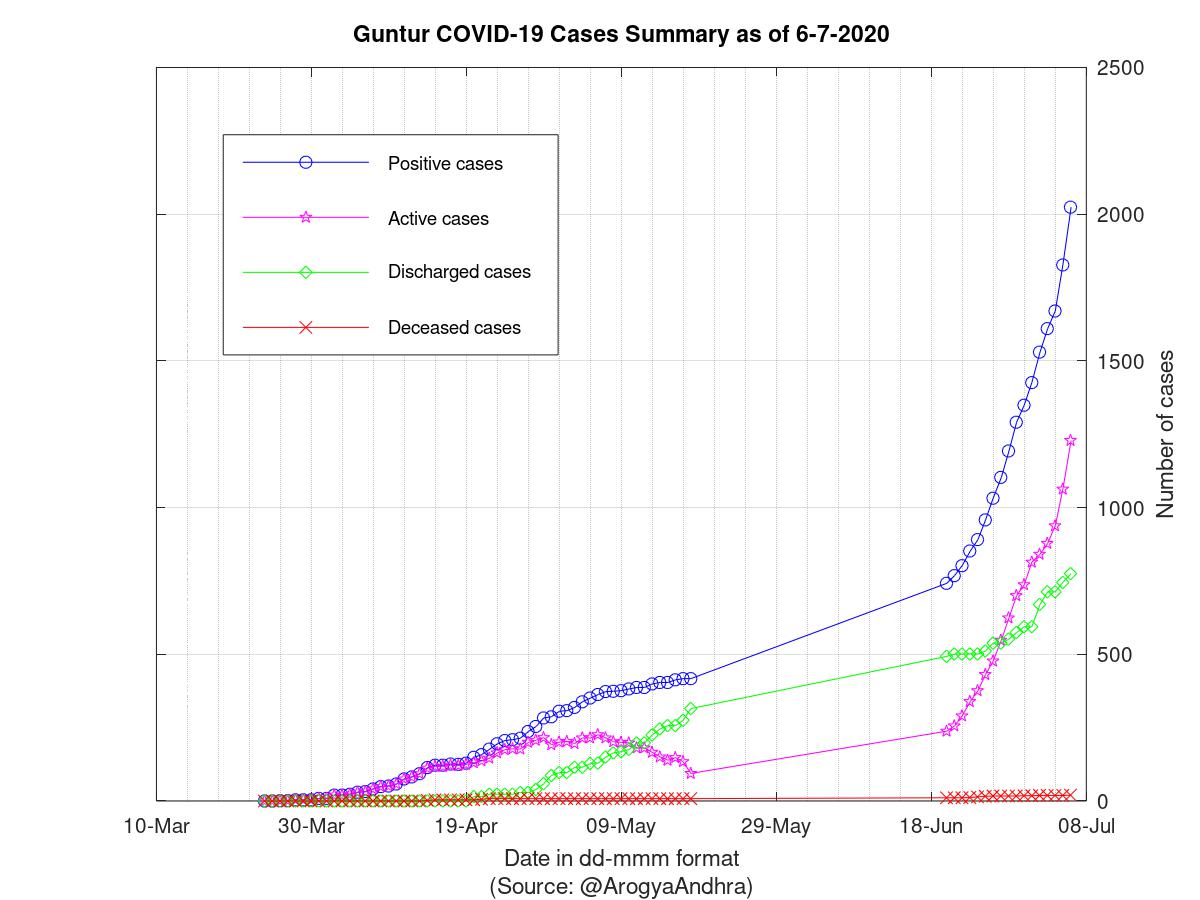 Guntur COVID-19 Cases Summary as of 6-7-2020
Positive cases
Active cases
Discharged cases
Deceased cases
2500
2000
1500
1000
500
0
Number of cases
10-Mar 30-Mar 19-Apr 09-May 29-May 18-Jun 08-Jul
Date in dd-mmm format
(Source: @ArogyaAndhra)